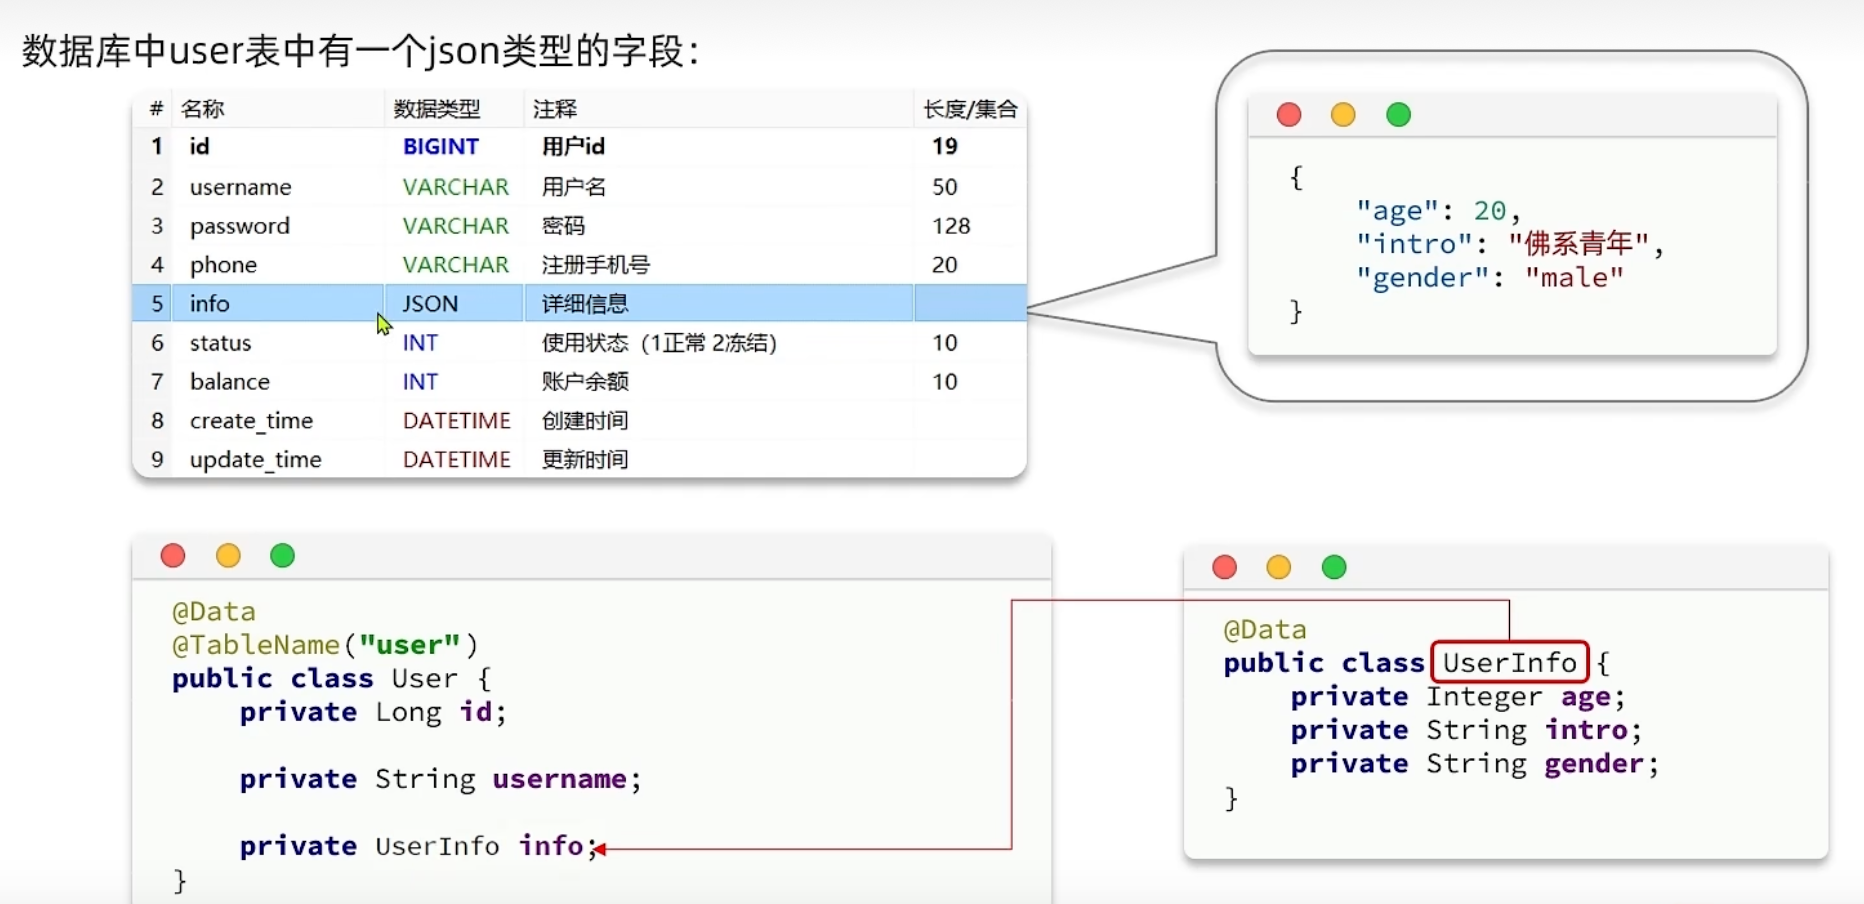 数据库中user表中有一个json类型的字段：
# 名称 数据类型 注释 长度/集合
1 id BIGINT 用户id 19
2 username VARCHAR 用户名 50
3 password VARCHAR 密码 128
4 phone VARCHAR 注册手机号 20
5 info JSON 详细信息
6 status INT 使用状态（1正常 2冻结） 10
7 balance INT 账户余额 10
8 create_time DATETIME 创建时间
9 update_time DATETIME 更新时间
{
"age": 20,
"intro": "佛系青年",
"gender": "male"
}
@Data
@TableName("user")
public class User {
private Long id;
private String username;
private UserInfo info;
}
@Data
public class UserInfo {
private Integer age;
private String intro;
private String gender;
}